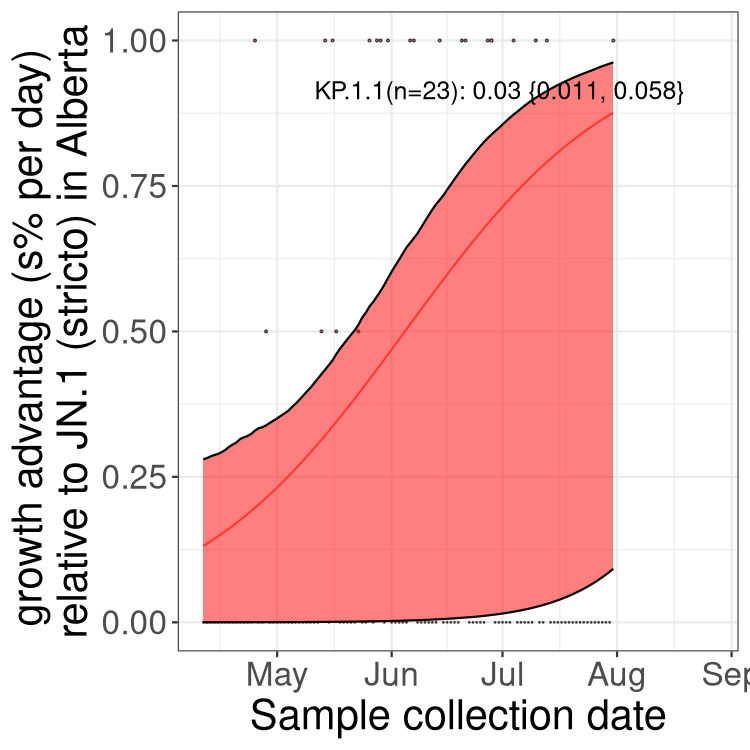 growth advantage (s% per day)
relative to JN.1 (stricto) in Alberta
1.00
0.75
0.50
0.25
0.00
KP.1.1(n=23): 0.03 {0.011, 0.058}
May Jun Jul Aug Sep
Sample collection date